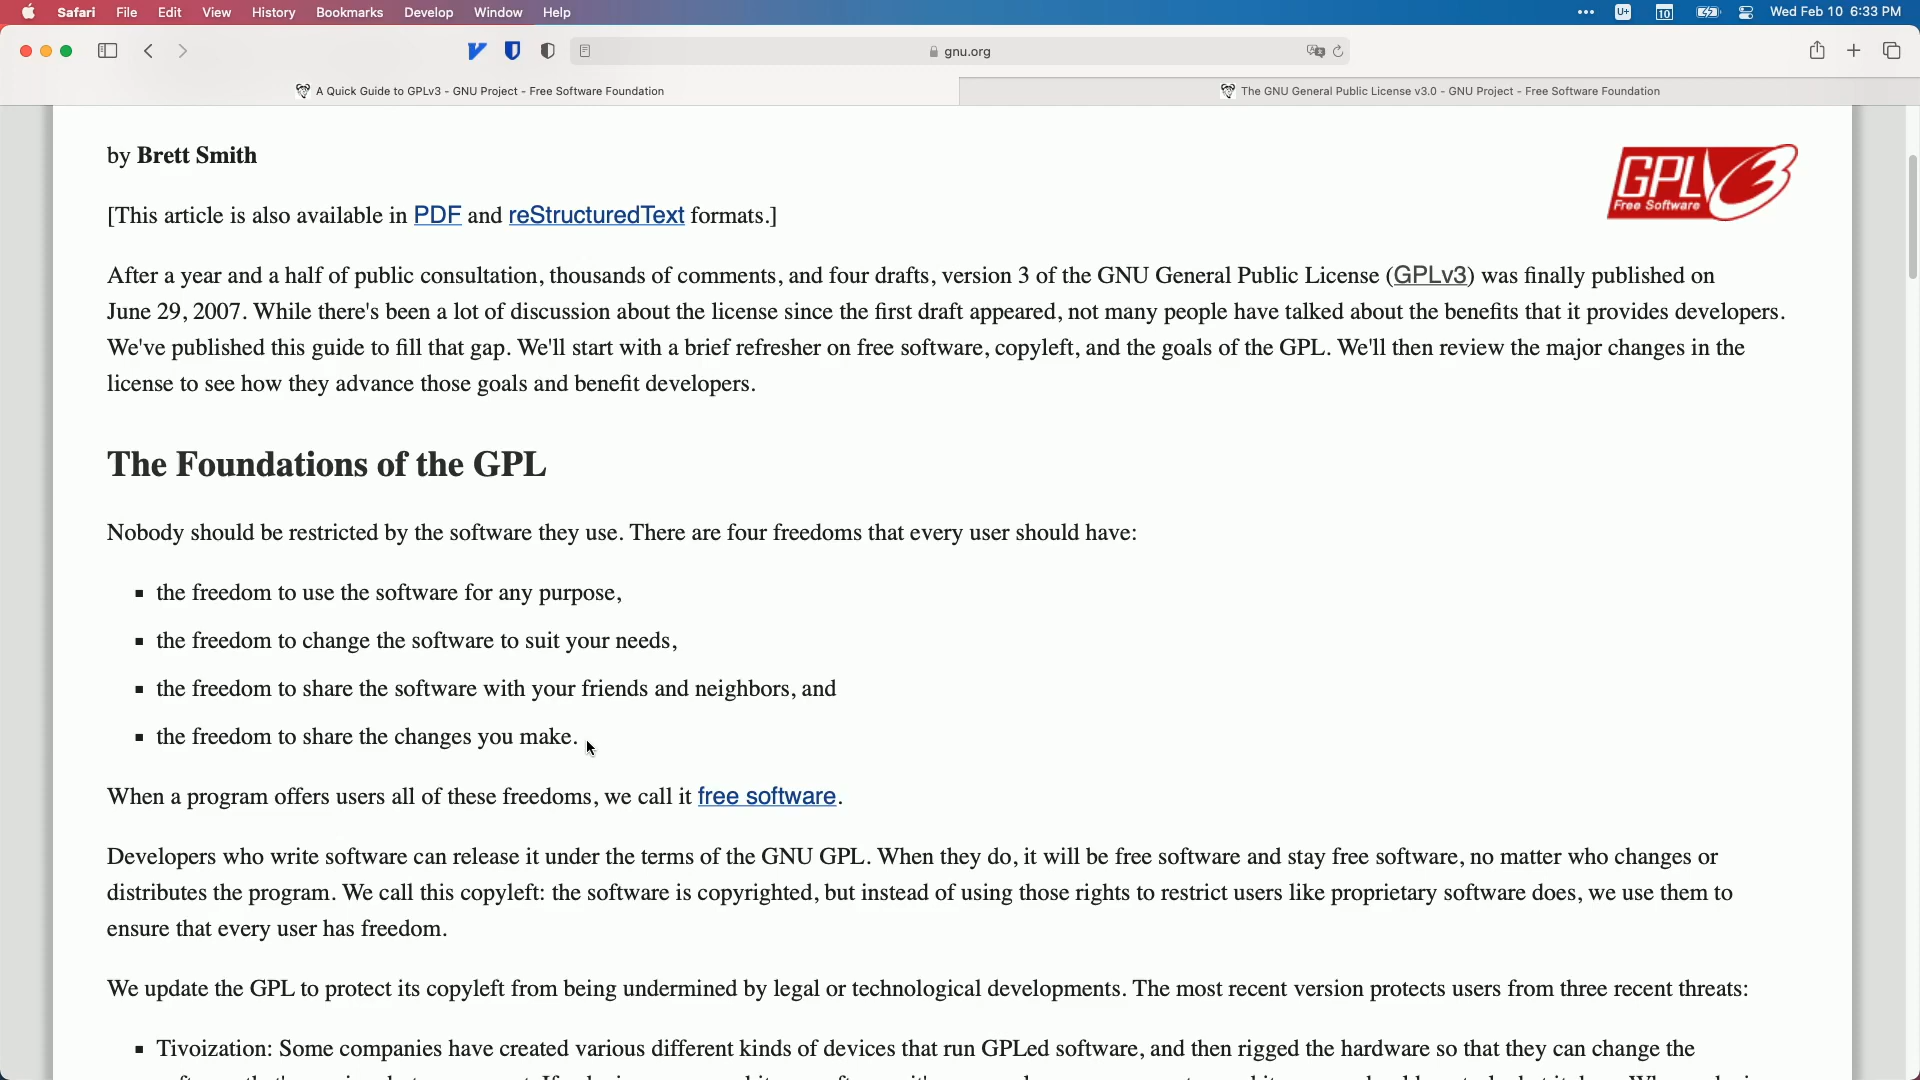 Safari File Edit View History Bookmarks Develop Window Help
U+ 10 Wed Feb 10 6:33 PM
gnu.org
A Quick Guide to GPLv3 - GNU Project - Free Software Foundation
The GNU General Public License v3.0 - GNU Project - Free Software Foundation
by Brett Smith
GPLV3
Free Software
[This article is also available in PDF and reStructuredText formats.]
After a year and a half of public consultation, thousands of comments, and four drafts, version 3 of the GNU General Public License (GPLv3) was finally published on
June 29, 2007. While there's been a lot of discussion about the license since the first draft appeared, not many people have talked about the benefits that it provides developers.
We've published this guide to fill that gap. We'll start with a brief refresher on free software, copyleft, and the goals of the GPL. We'll then review the major changes in the
license to see how they advance those goals and benefit developers.
The Foundations of the GPL
Nobody should be restricted by the software they use. There are four freedoms that every user should have:
the freedom to use the software for any purpose,
the freedom to change the software to suit your needs,
the freedom to share the software with your friends and neighbors, and
the freedom to share the changes you make.
When a program offers users all of these freedoms, we call it free software.
Developers who write software can release it under the terms of the GNU GPL. When they do, it will be free software and stay free software, no matter who changes or
distributes the program. We call this copyleft: the software is copyrighted, but instead of using those rights to restrict users like proprietary software does, we use them to
ensure that every user has freedom.
We update the GPL to protect its copyleft from being undermined by legal or technological developments. The most recent version protects users from three recent threats:
Tivoization: Some companies have created various different kinds of devices that run GPLed software, and then rigged the hardware so that they can change the